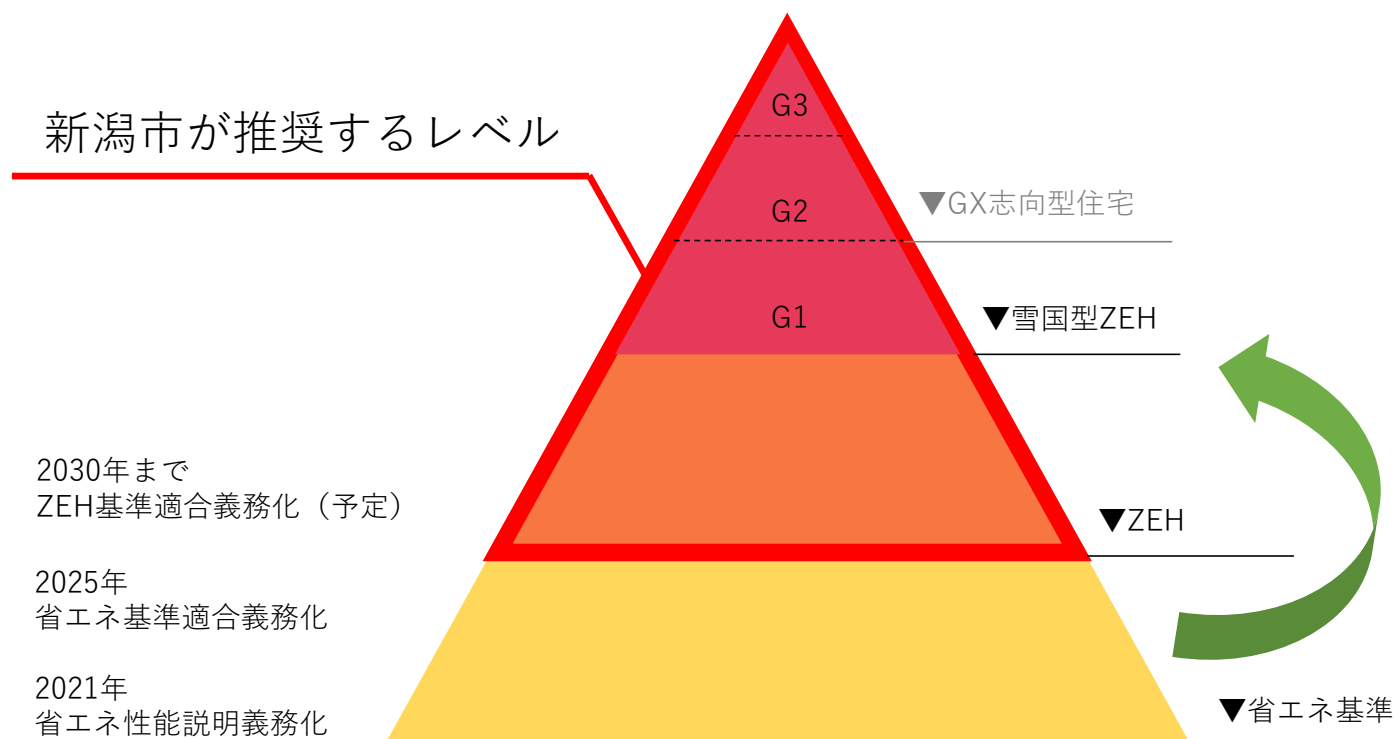 新潟市が推奨するレベル
G3
▼GX志向型住宅
G2
G1
▼雪国型ZEH
2030年まで
ZEH基準適合義務化（予定）
▼ZEH
2025年
省エネ基準適合義務化
2021年
省エネ性能説明義務化
▼省エネ基準